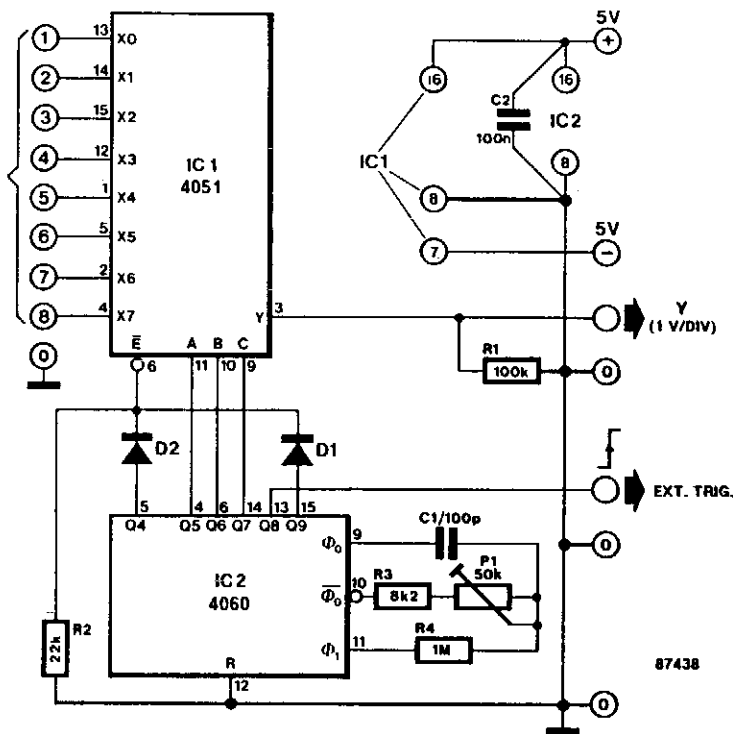 1 13 X0
2 14 X1
3 15 X2
4 12 X3
5 1 X4
6 5 X5
7 2 X6
8 4 X7
0
IC1
4051
Y 3
E̅ A B C
6 11 10 9
5V
+
16 16
C2
100n
IC2
IC1
8
8
7
5V
−
Y
(1 V/DIV)
R1
100k
0
D2 D1
EXT. TRIG.
5 4 6 14 13 15
Q4 Q5 Q6 Q7 Q8 Q9
0
IC2
4060
Φ0 9
C1/100p
Φ̅0̅ 10
R3
8k2
P1
50k
Φ1 11
R4
1M
R2
22k
R
12
87438
0